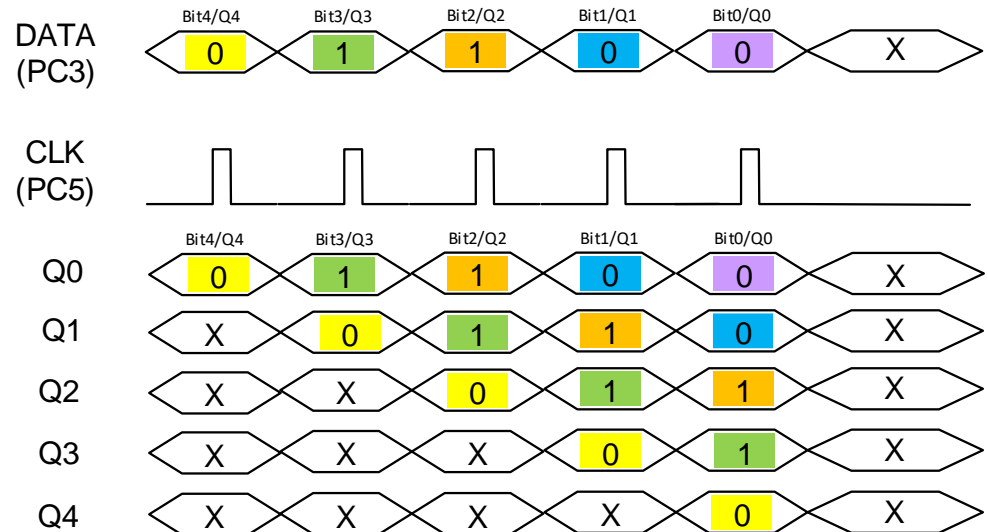 Bit4/Q4 Bit3/Q3 Bit2/Q2 Bit1/Q1 Bit0/Q0
DATA
(PC3)
0 1 1 0 0 X
CLK
(PC5)
Bit4/Q4 Bit3/Q3 Bit2/Q2 Bit1/Q1 Bit0/Q0
Q0 0 1 1 0 0 X
Q1 X 0 1 1 0 X
Q2 X X 0 1 1 X
Q3 X X X 0 1 X
Q4 X X X X 0 X